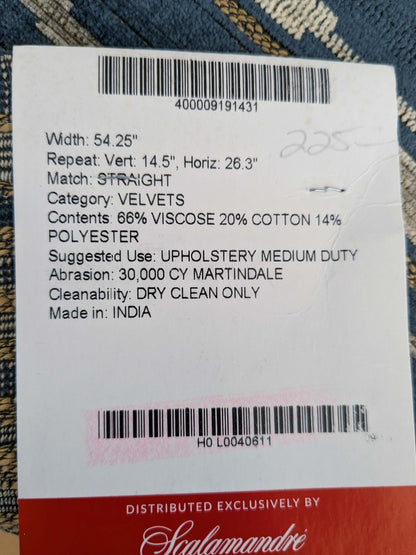 400009191431
225-
Width: 54.25"
Repeat: Vert: 14.5", Horiz: 26.3"
Match: STRAIGHT
Category: VELVETS
Contents: 66% VISCOSE 20% COTTON 14%
POLYESTER
Suggested Use: UPHOLSTERY MEDIUM DUTY
Abrasion: 30,000 CY MARTINDALE
Cleanability: DRY CLEAN ONLY
Made in: INDIA
H0 L0040611
DISTRIBUTED EXCLUSIVELY BY
Scalamandré